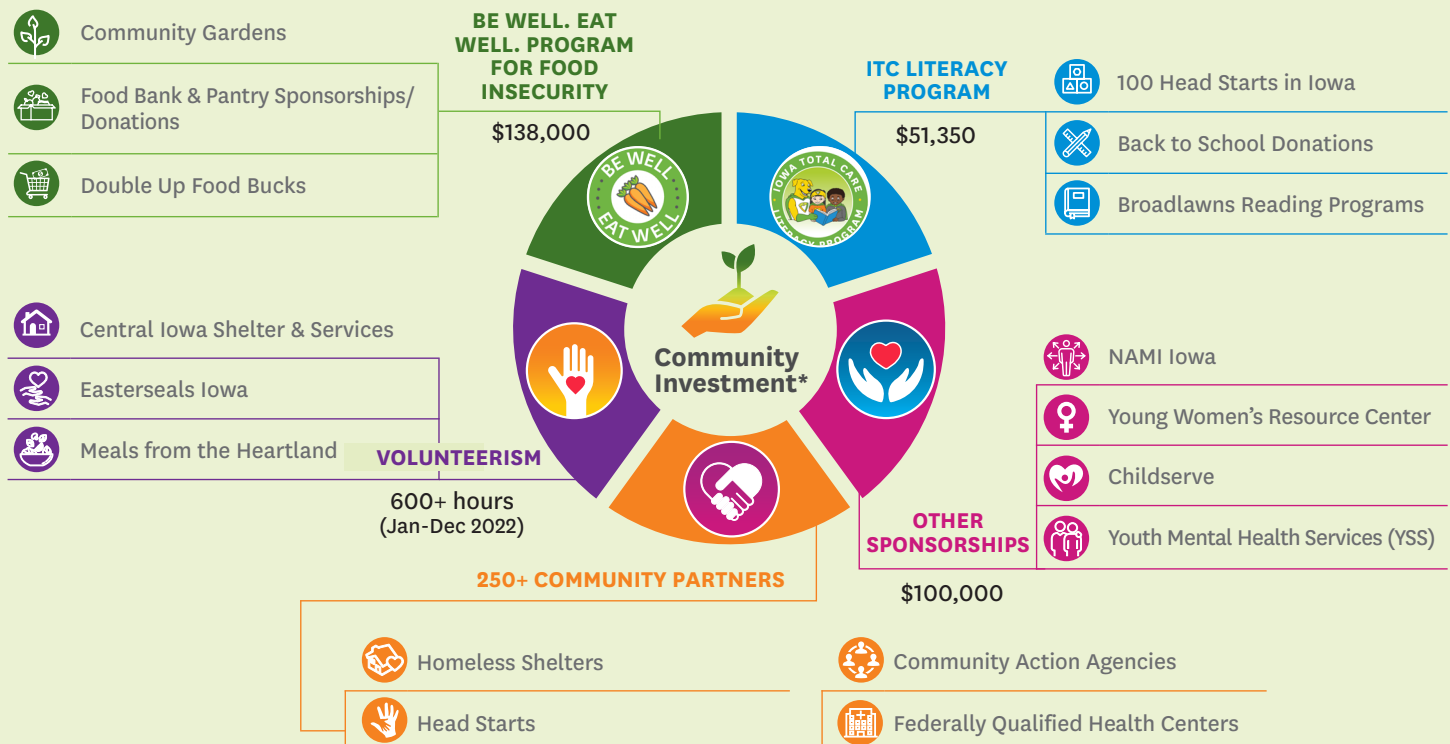 Community Gardens
Food Bank & Pantry Sponsorships/
Donations
Double Up Food Bucks
BE WELL. EAT
WELL. PROGRAM
FOR FOOD
INSECURITY
$138,000
BE WELL
EAT WELL
ITC LITERACY
PROGRAM
$51,350
IOWA TOTAL CARE
LITERACY PROGRAM
100 Head Starts in Iowa
Back to School Donations
Broadlawns Reading Programs
Community
Investment*
Central Iowa Shelter & Services
Easterseals Iowa
Meals from the Heartland
VOLUNTEERISM
600+ hours
(Jan-Dec 2022)
NAMI Iowa
Young Women’s Resource Center
Childserve
Youth Mental Health Services (YSS)
OTHER
SPONSORSHIPS
$100,000
250+ COMMUNITY PARTNERS
Homeless Shelters
Head Starts
Community Action Agencies
Federally Qualified Health Centers